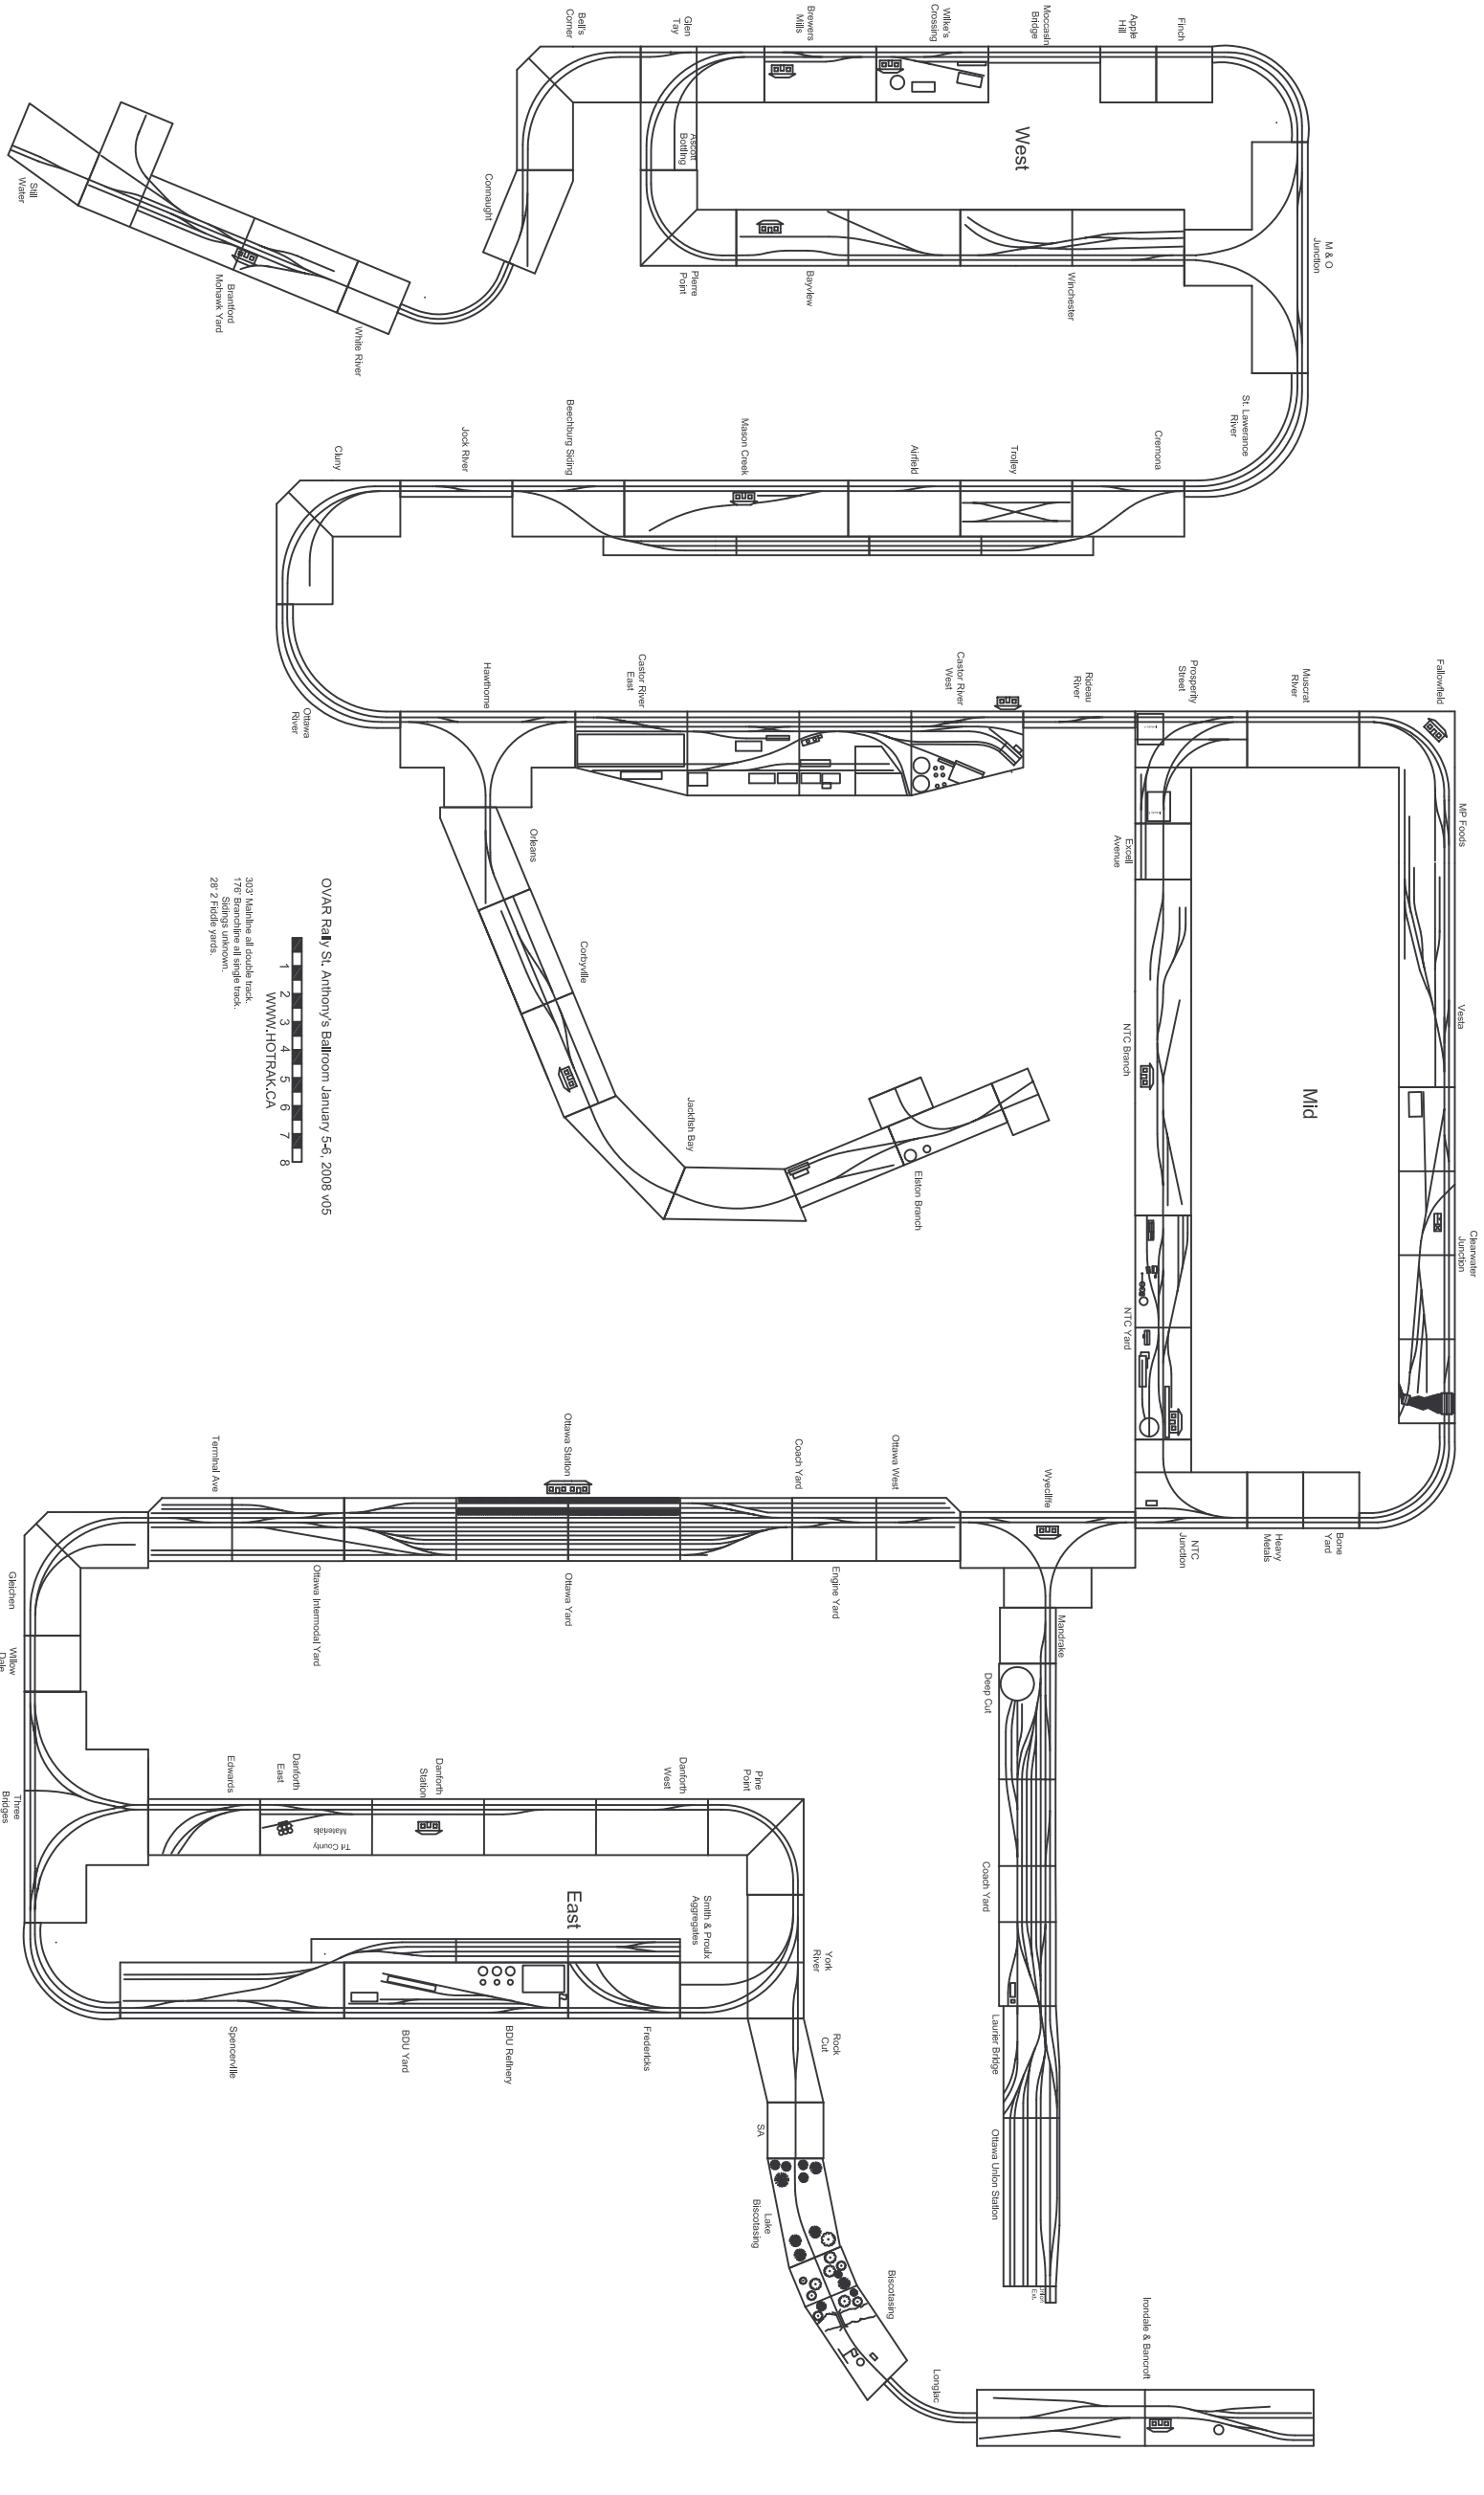 Finch
Apple
Hill
Moccasin
Bridge
Wilke's
Crossing
Brewers
Mills
Glen
Tay
Bell's
Corner
Ascott
Bottling
West
Connaught
Still
Water
Brantford
Mohawk Yard
White River
Pierre
Point
Bayview
Winchester
M & O
Junction
St. Lawerance
River
Cremona
Trolley
Airfield
Mason Creek
Beechburg Siding
Jock River
Cluny
Ottawa
River
Hawthorne
Castor River
East
Castor River
West
Rideau
River
Prosperity
Street
Muscrat
River
Fallowfield
MP Foods
Vesta
Clearwater
Junction
Mid
Excell
Avenue
NTC Branch
NTC Yard
Orleans
Corbyville
Jackfish Bay
Elston Branch
OVAR Rally St. Anthony's Ballroom January 5-6, 2008 v05
1 2 3 4 5 6 7 8
WWW.HOTRAK.CA
303' Mainline all double track.
176' Branchline all single track.
Sidings unknown.
28' 2 Fiddle yards.
Bone
Yard
Heavy
Metals
NTC
Junction
Wyecliffe
Ottawa West
Coach Yard
Ottawa Station
Terminal Ave
Engine Yard
Ottawa Yard
Ottawa Intermodal Yard
Gleichen
Willow
Dale
Three
Bridges
Mandrake
Deep Cut
Coach Yard
Laurier Bridge
Ottawa Union Station
Union
Ext.
Edwards
Danforth
East
Tri County
Materials
Danforth
Station
Danforth
West
Pine
Point
East
Smith & Proulx
Aggregates
York
River
Spencerville
BDU Yard
BDU Refinery
Fredericks
Rock
Cut
SA
Lake
Biscotasing
Biscotasing
Longlac
Irondale & Bancroft